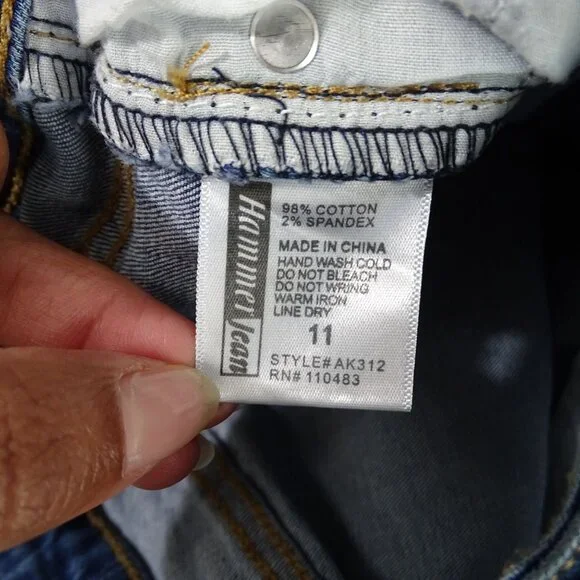 Hammer Jean
98% COTTON
2% SPANDEX
MADE IN CHINA
HAND WASH COLD
DO NOT BLEACH
DO NOT WRING
WARM IRON
LINE DRY
11
STYLE# AK312
RN# 110483